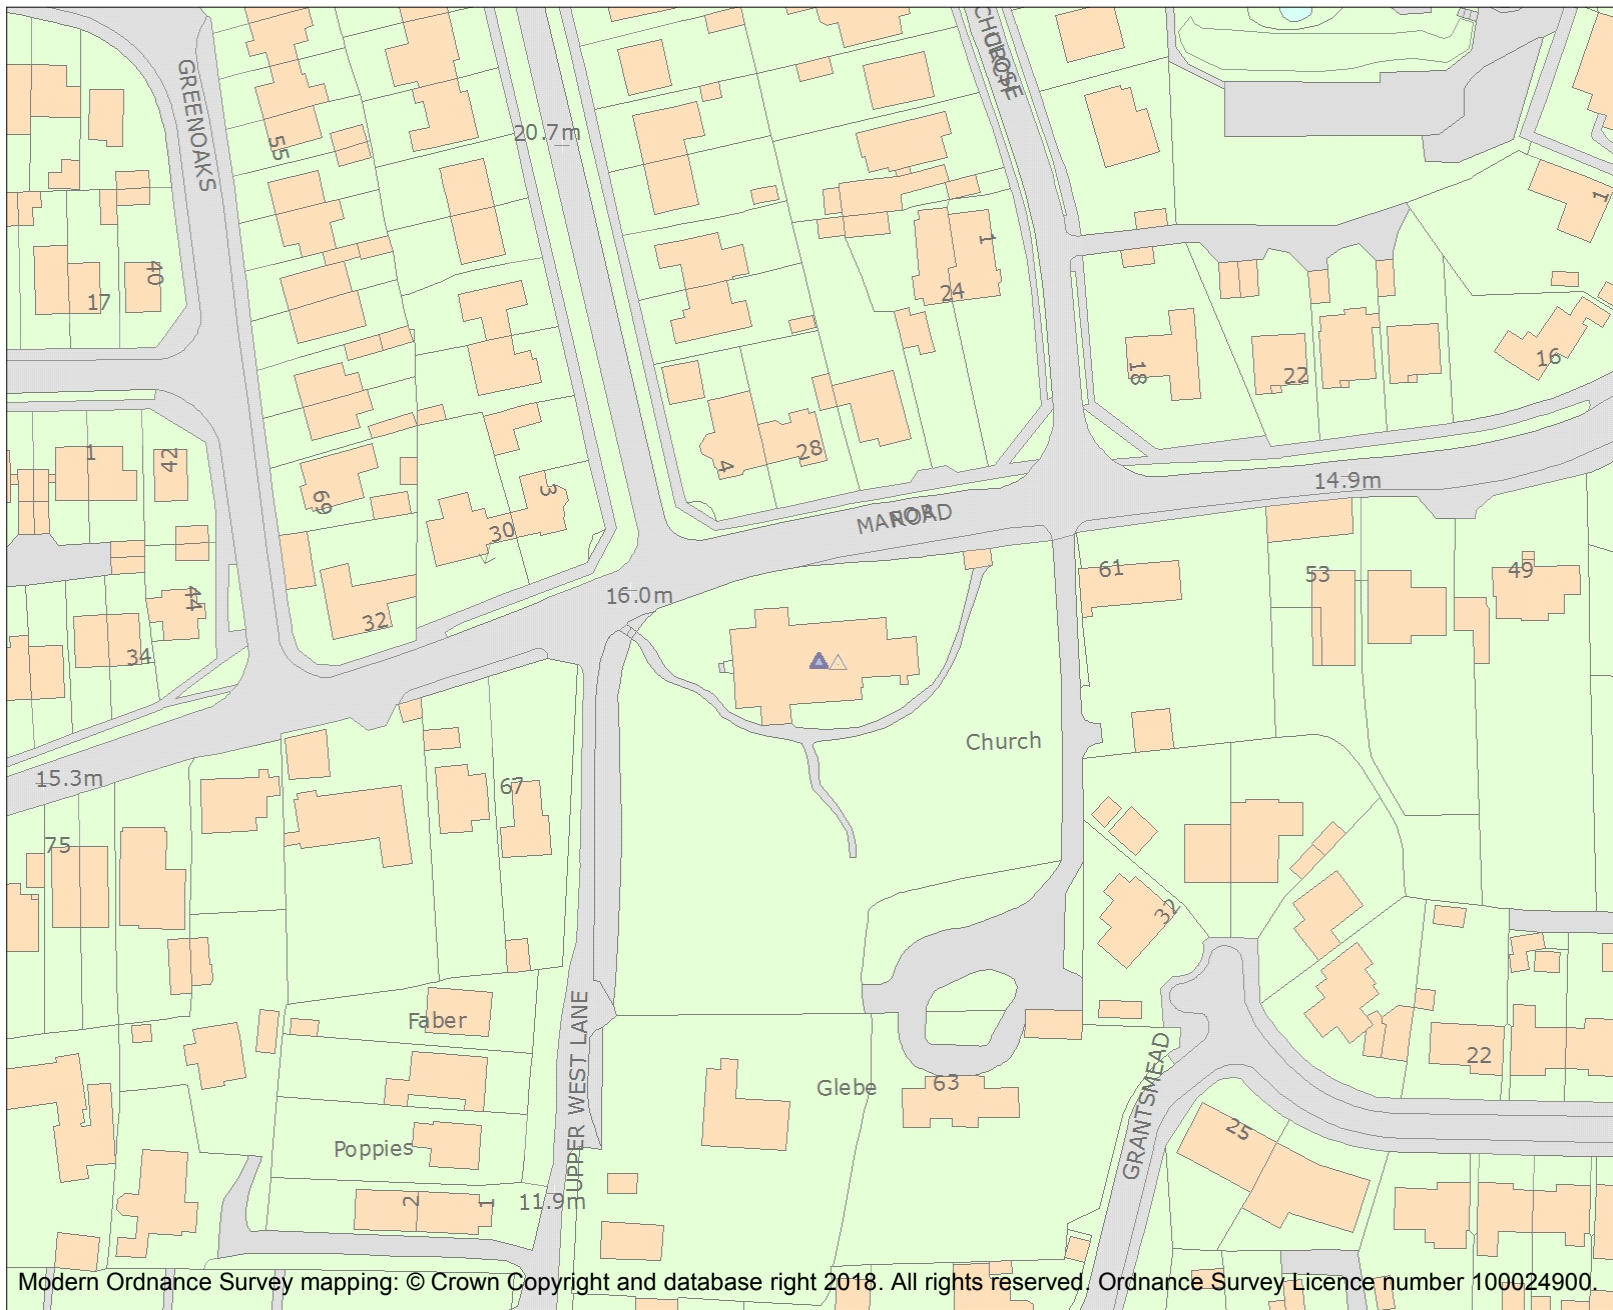 CHURCH
CLOSE
GREENOAKS
20.7m
55
1
40
17
1
24
18
22
16
1
42
4
28
69
3
30
14.9m
MANOR
ROAD
61
53
49
44
16.0m
32
34
Church
15.3m
67
75
32
Faber
UPPER WEST LANE
GRANTSMEAD
22
Glebe
63
25
Poppies
2
1
11.9m
Modern Ordnance Survey mapping: © Crown Copyright and database right 2018. All rights reserved. Ordnance Survey Licence number 100024900.